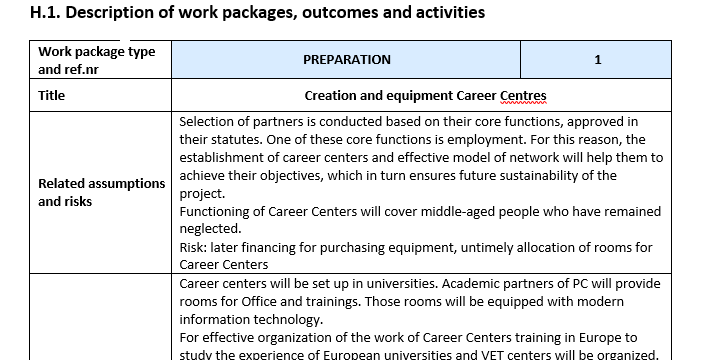 H.1. Description of work packages, outcomes and activities
Work package type
and ref.nr
PREPARATION
1
Title
Creation and equipment Career Centres
Related assumptions
and risks
Selection of partners is conducted based on their core functions, approved in
their statutes. One of these core functions is employment. For this reason, the
establishment of career centers and effective model of network will help them to
achieve their objectives, which in turn ensures future sustainability of the
project.
Functioning of Career Centers will cover middle-aged people who have remained
neglected.
Risk: later financing for purchasing equipment, untimely allocation of rooms for
Career Centers
Career centers will be set up in universities. Academic partners of PC will provide
rooms for Office and trainings. Those rooms will be equipped with modern
information technology.
For effective organization of the work of Career Centers training in Europe to
study the experience of European universities and VET centers will be organized.